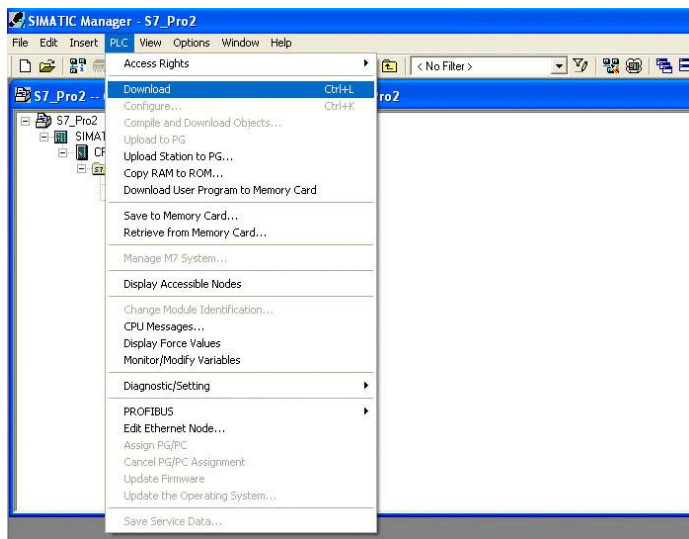 SIMATIC Manager - S7_Pro2
File Edit Insert PLC View Options Window Help
< No Filter >
S7_Pro2 --
ro2
S7_Pro2
SIMAT
S7
Access Rights
Download Ctrl+L
Configure... Ctrl+K
Compile and Download Objects...
Upload to PG
Upload Station to PG...
Copy RAM to ROM...
Download User Program to Memory Card
Save to Memory Card...
Retrieve from Memory Card...
Manage M7 System...
Display Accessible Nodes
Change Module Identification...
CPU Messages...
Display Force Values
Monitor/Modify Variables
Diagnostic/Setting
PROFIBUS
Edit Ethernet Node...
Assign PG/PC
Cancel PG/PC Assignment
Update Firmware
Update the Operating System...
Save Service Data...